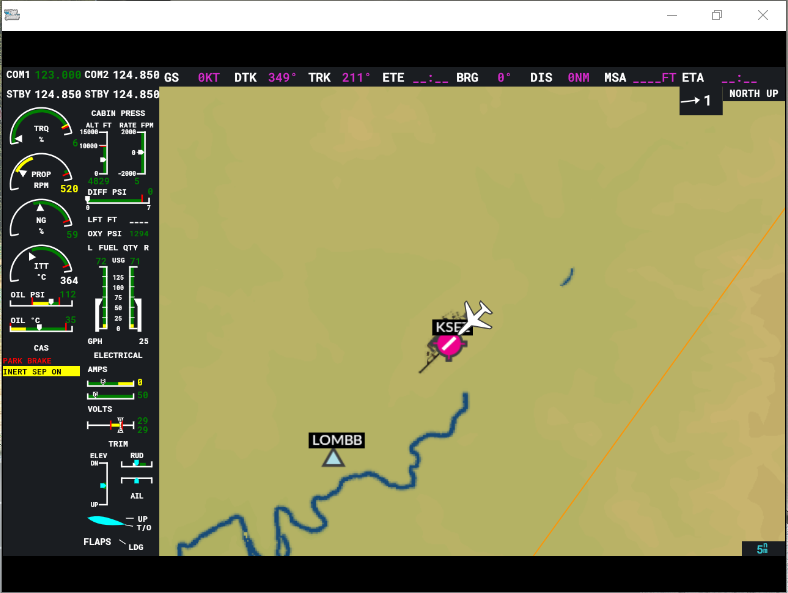 COM1 123.000 COM2 124.850 GS 0KT DTK 349° TRK 211° ETE __:__ BRG 0° DIS 0NM MSA ____FT ETA __:__
STBY 124.850 STBY 124.850
1 NORTH UP
CABIN PRESS
ALT FT RATE FPM
15000 2000
TRQ
%
6
10000 0
0 -2000
4829 5
PROP
RPM
520
DIFF PSI 0
0 7
NG
%
59
LFT FT ____
OXY PSI 1294
L FUEL QTY R
72 USG 71
ITT
°C
364
125
100
75
50
25
0
OIL PSI 112
OIL °C 35
GPH 25
CAS
PARK BRAKE
INERT SEP ON
ELECTRICAL
AMPS
0
50
VOLTS
29
29
TRIM
ELEV RUD
DN
UP
AIL
UP
T/O
FLAPS LDG
LOMBB
5nm